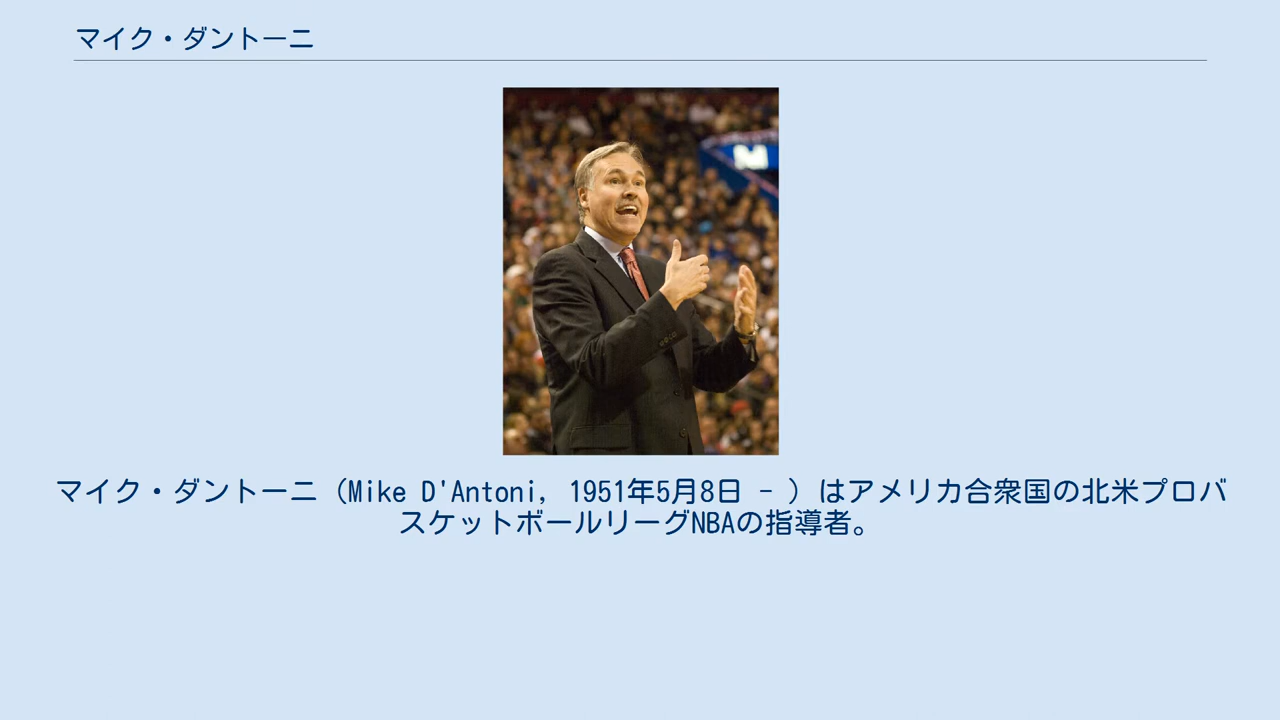 マイク・ダントーニ
マイク・ダントーニ（Mike D'Antoni, 1951年5月8日 - ）はアメリカ合衆国の北米プロバ
スケットボールリーグNBAの指導者。